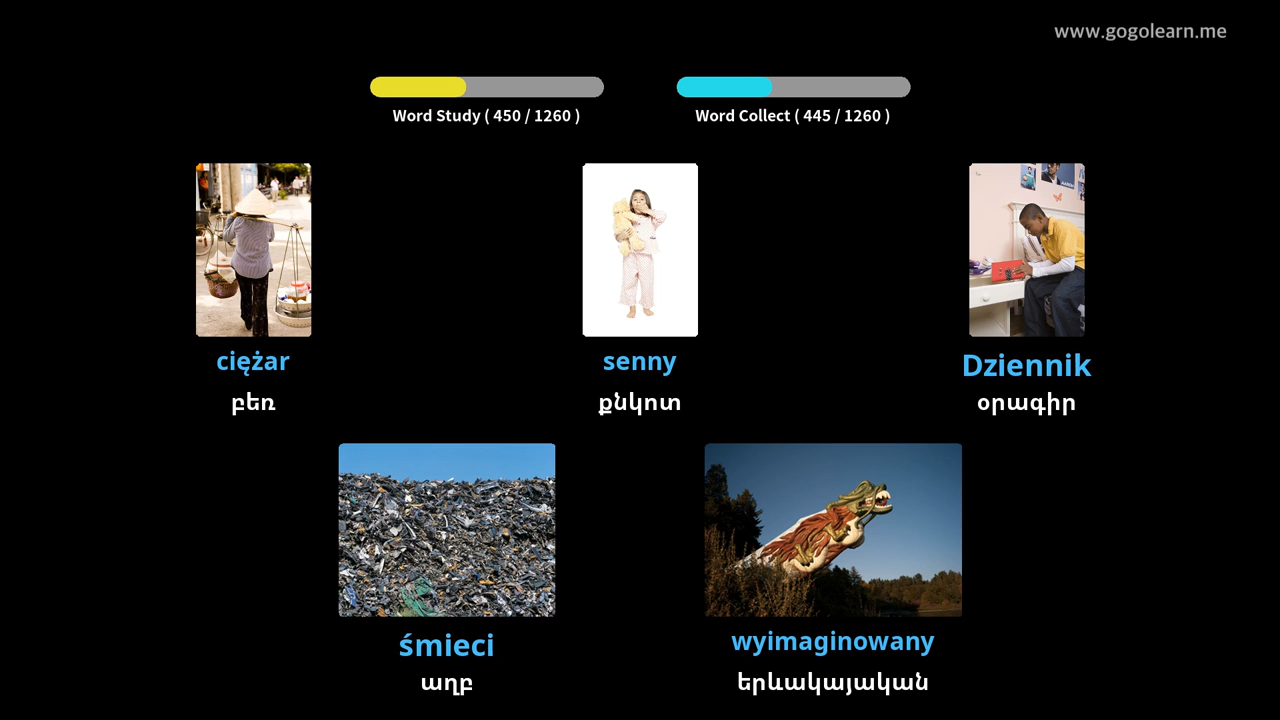 www.gogolearn.me
Word Study ( 450 / 1260 )
Word Collect ( 445 / 1260 )
ciężar
senny
Dziennik
բեռ
քնկոտ
օրագիր
śmieci
wyimaginowany
աղբ
երևակայական